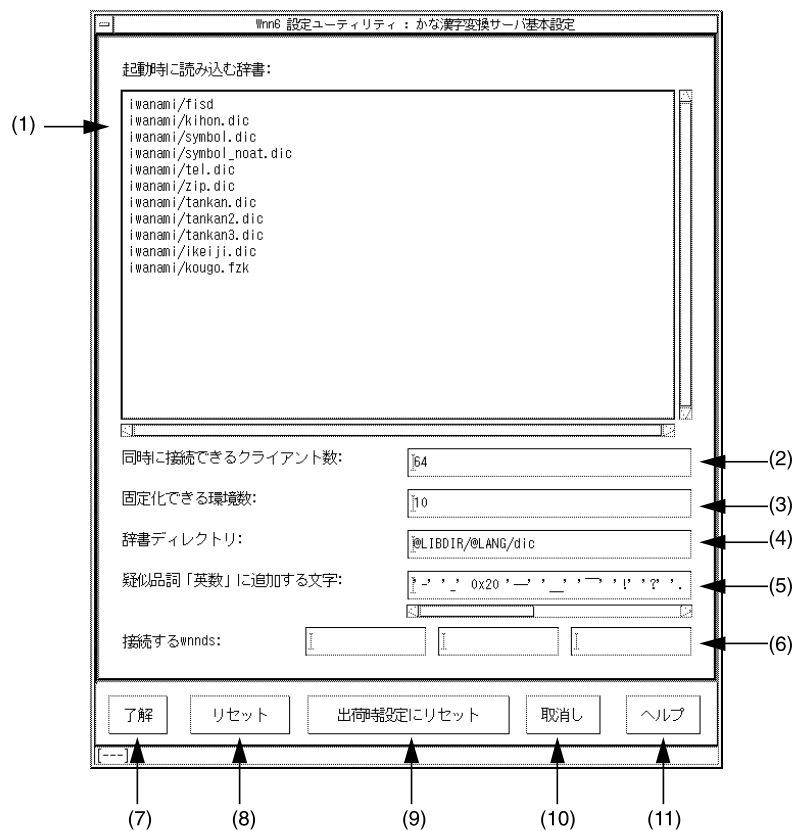 Wnn6 設定ユーティリティ : かな漢字変換サーバ基本設定
起動時に読み込む辞書:
(1)
iwanami/fisd
iwanami/kihon.dic
iwanami/symbol.dic
iwanami/symbol_noat.dic
iwanami/tel.dic
iwanami/zip.dic
iwanami/tankan.dic
iwanami/tankan2.dic
iwanami/tankan3.dic
iwanami/ikeiji.dic
iwanami/kougo.fzk
同時に接続できるクライアント数: 64 (2)
固定化できる環境数: 10 (3)
辞書ディレクトリ: @LIBDIR/@LANG/dic (4)
疑似品詞「英数」に追加する文字: '-' '_' 0x20 '―' '＿' '￣' '!' '?' '. (5)
接続するwnnds: (6)
了解 リセット 出荷時設定にリセット 取消し ヘルプ
[---]
(7) (8) (9) (10) (11)